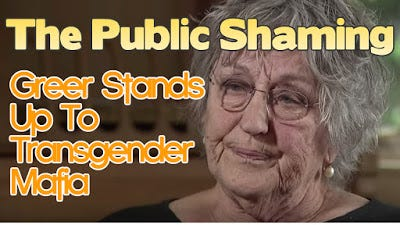 The Public Shaming
Greer Stands
Up To
Transgender
Mafia